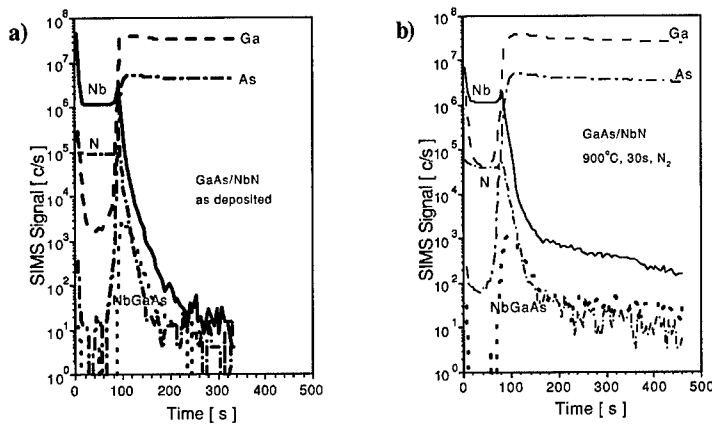 a)
SIMS Signal [ c/s ]
10^8
10^7
10^6
10^5
10^4
10^3
10^2
10^1
10^0
Ga
As
Nb
N
GaAs/NbN
as deposited
NbGaAs
0 100 200 300 400 500
Time [ s ]
b)
SIMS Signal [ c/s ]
10^8
10^7
10^6
10^5
10^4
10^3
10^2
10^1
10^0
Ga
As
Nb
N
GaAs/NbN
900°C, 30s, N₂
NbGaAs
0 100 200 300 400 500
Time [ s ]